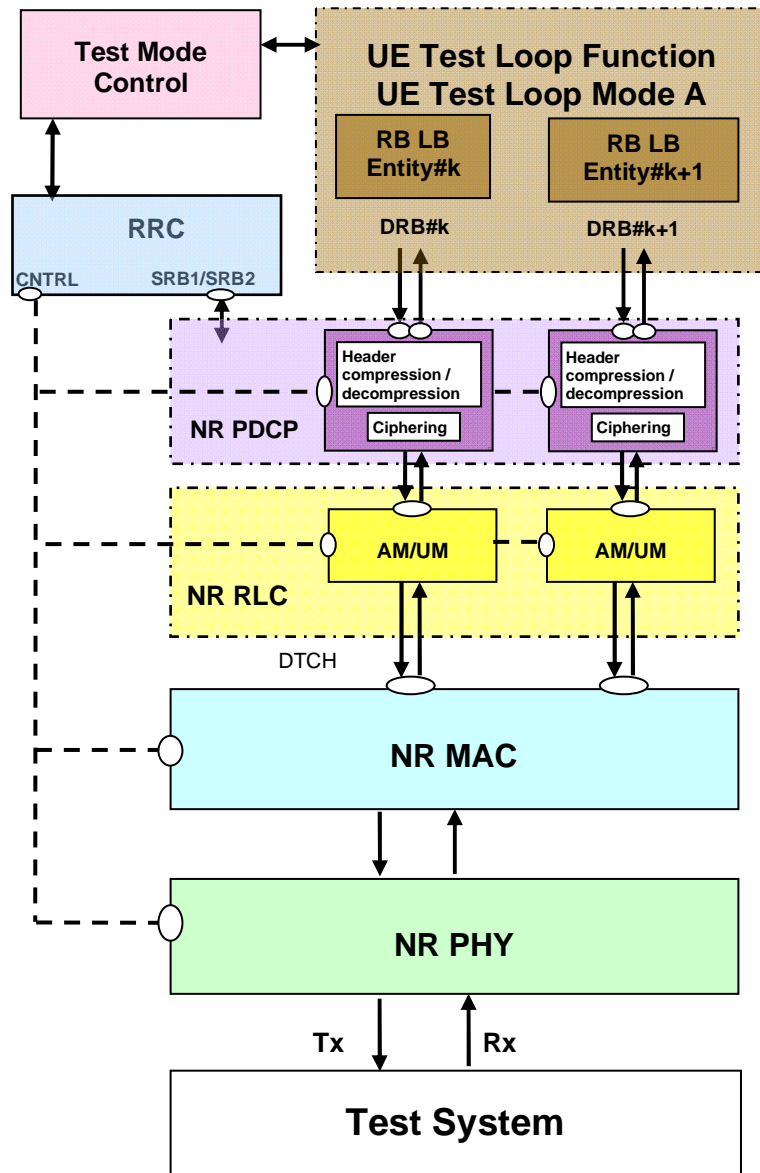 Test Mode
Control
UE Test Loop Function
UE Test Loop Mode A
RB LB
Entity#k
RB LB
Entity#k+1
DRB#k
DRB#k+1
RRC
CNTRL
SRB1/SRB2
Header
compression /
decompression
Ciphering
Header
compression /
decompression
Ciphering
NR PDCP
AM/UM
AM/UM
NR RLC
DTCH
NR MAC
NR PHY
Tx
Rx
Test System